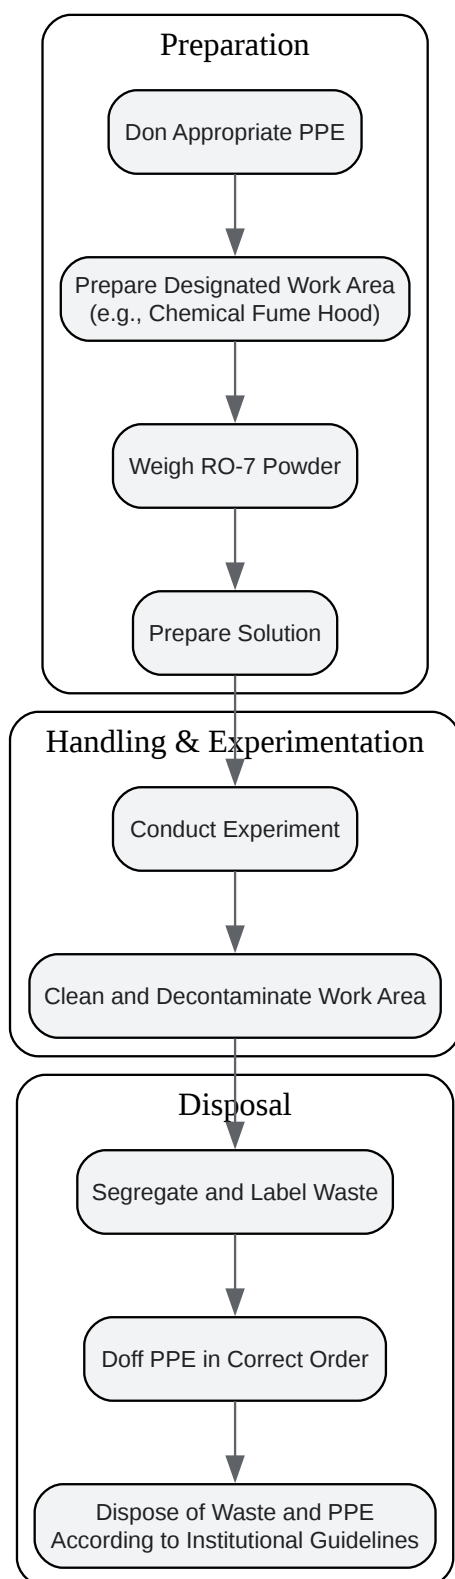 Preparation
Don Appropriate PPE
Prepare Designated Work Area
(e.g., Chemical Fume Hood)
Weigh RO-7 Powder
Prepare Solution
Handling & Experimentation
Conduct Experiment
Clean and Decontaminate Work Area
Disposal
Segregate and Label Waste
Doff PPE in Correct Order
Dispose of Waste and PPE
According to Institutional Guidelines